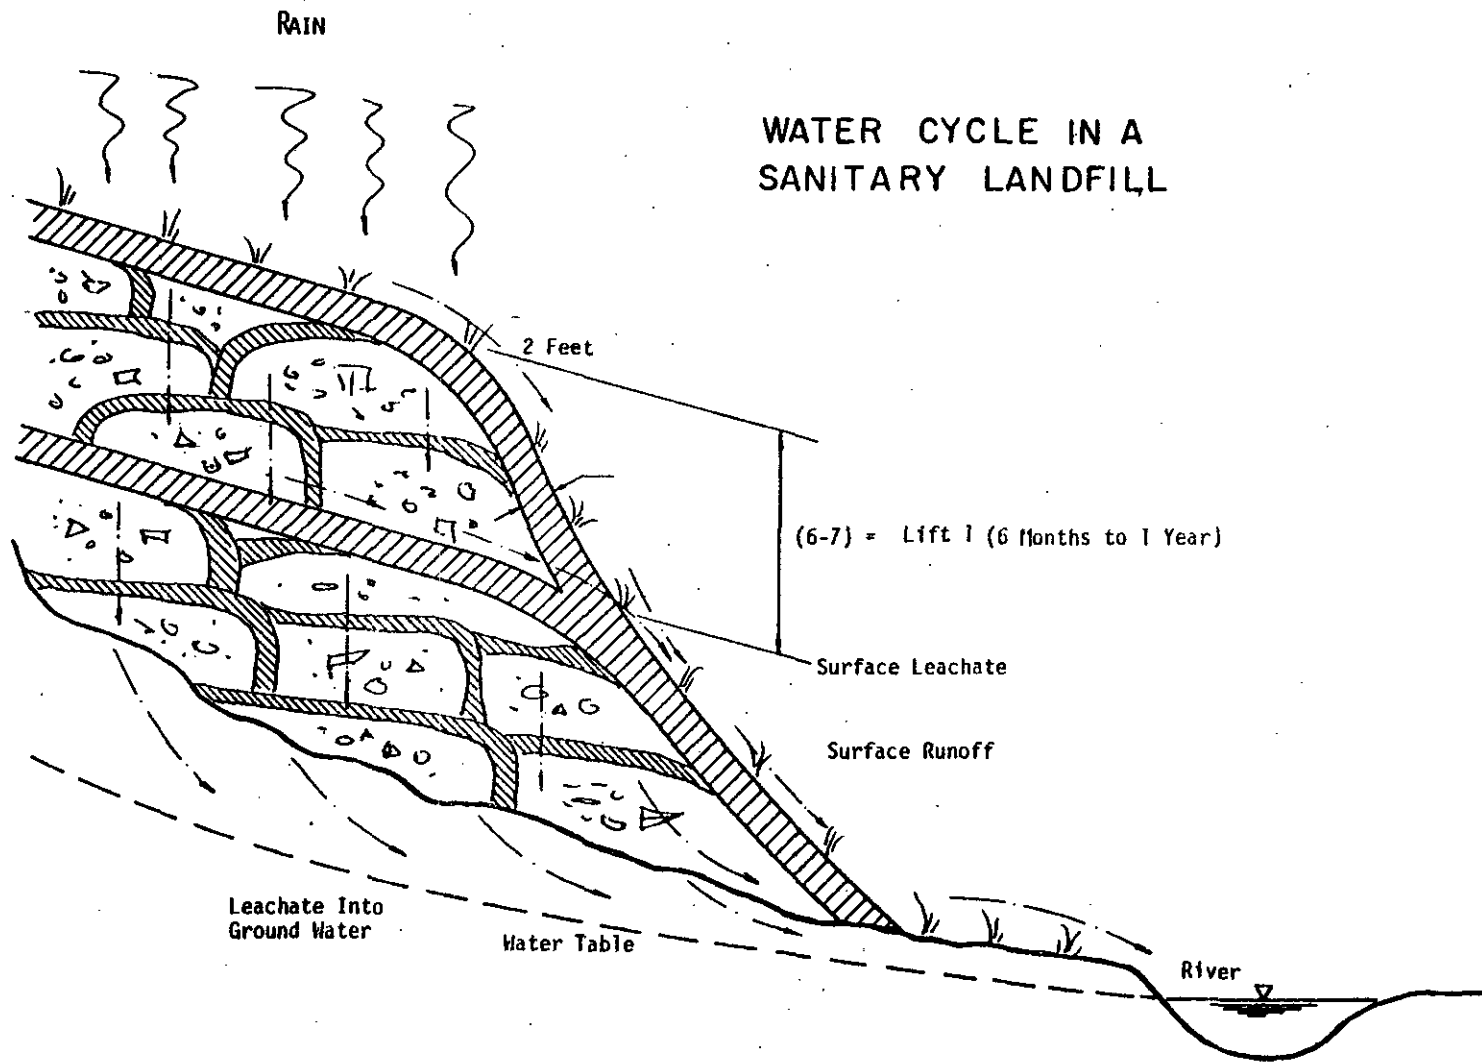 RAIN
WATER CYCLE IN A
SANITARY LANDFILL
2 Feet
(6-7) = Lift 1 (6 Months to 1 Year)
Surface Leachate
Surface Runoff
Leachate Into
Ground Water
Water Table
River